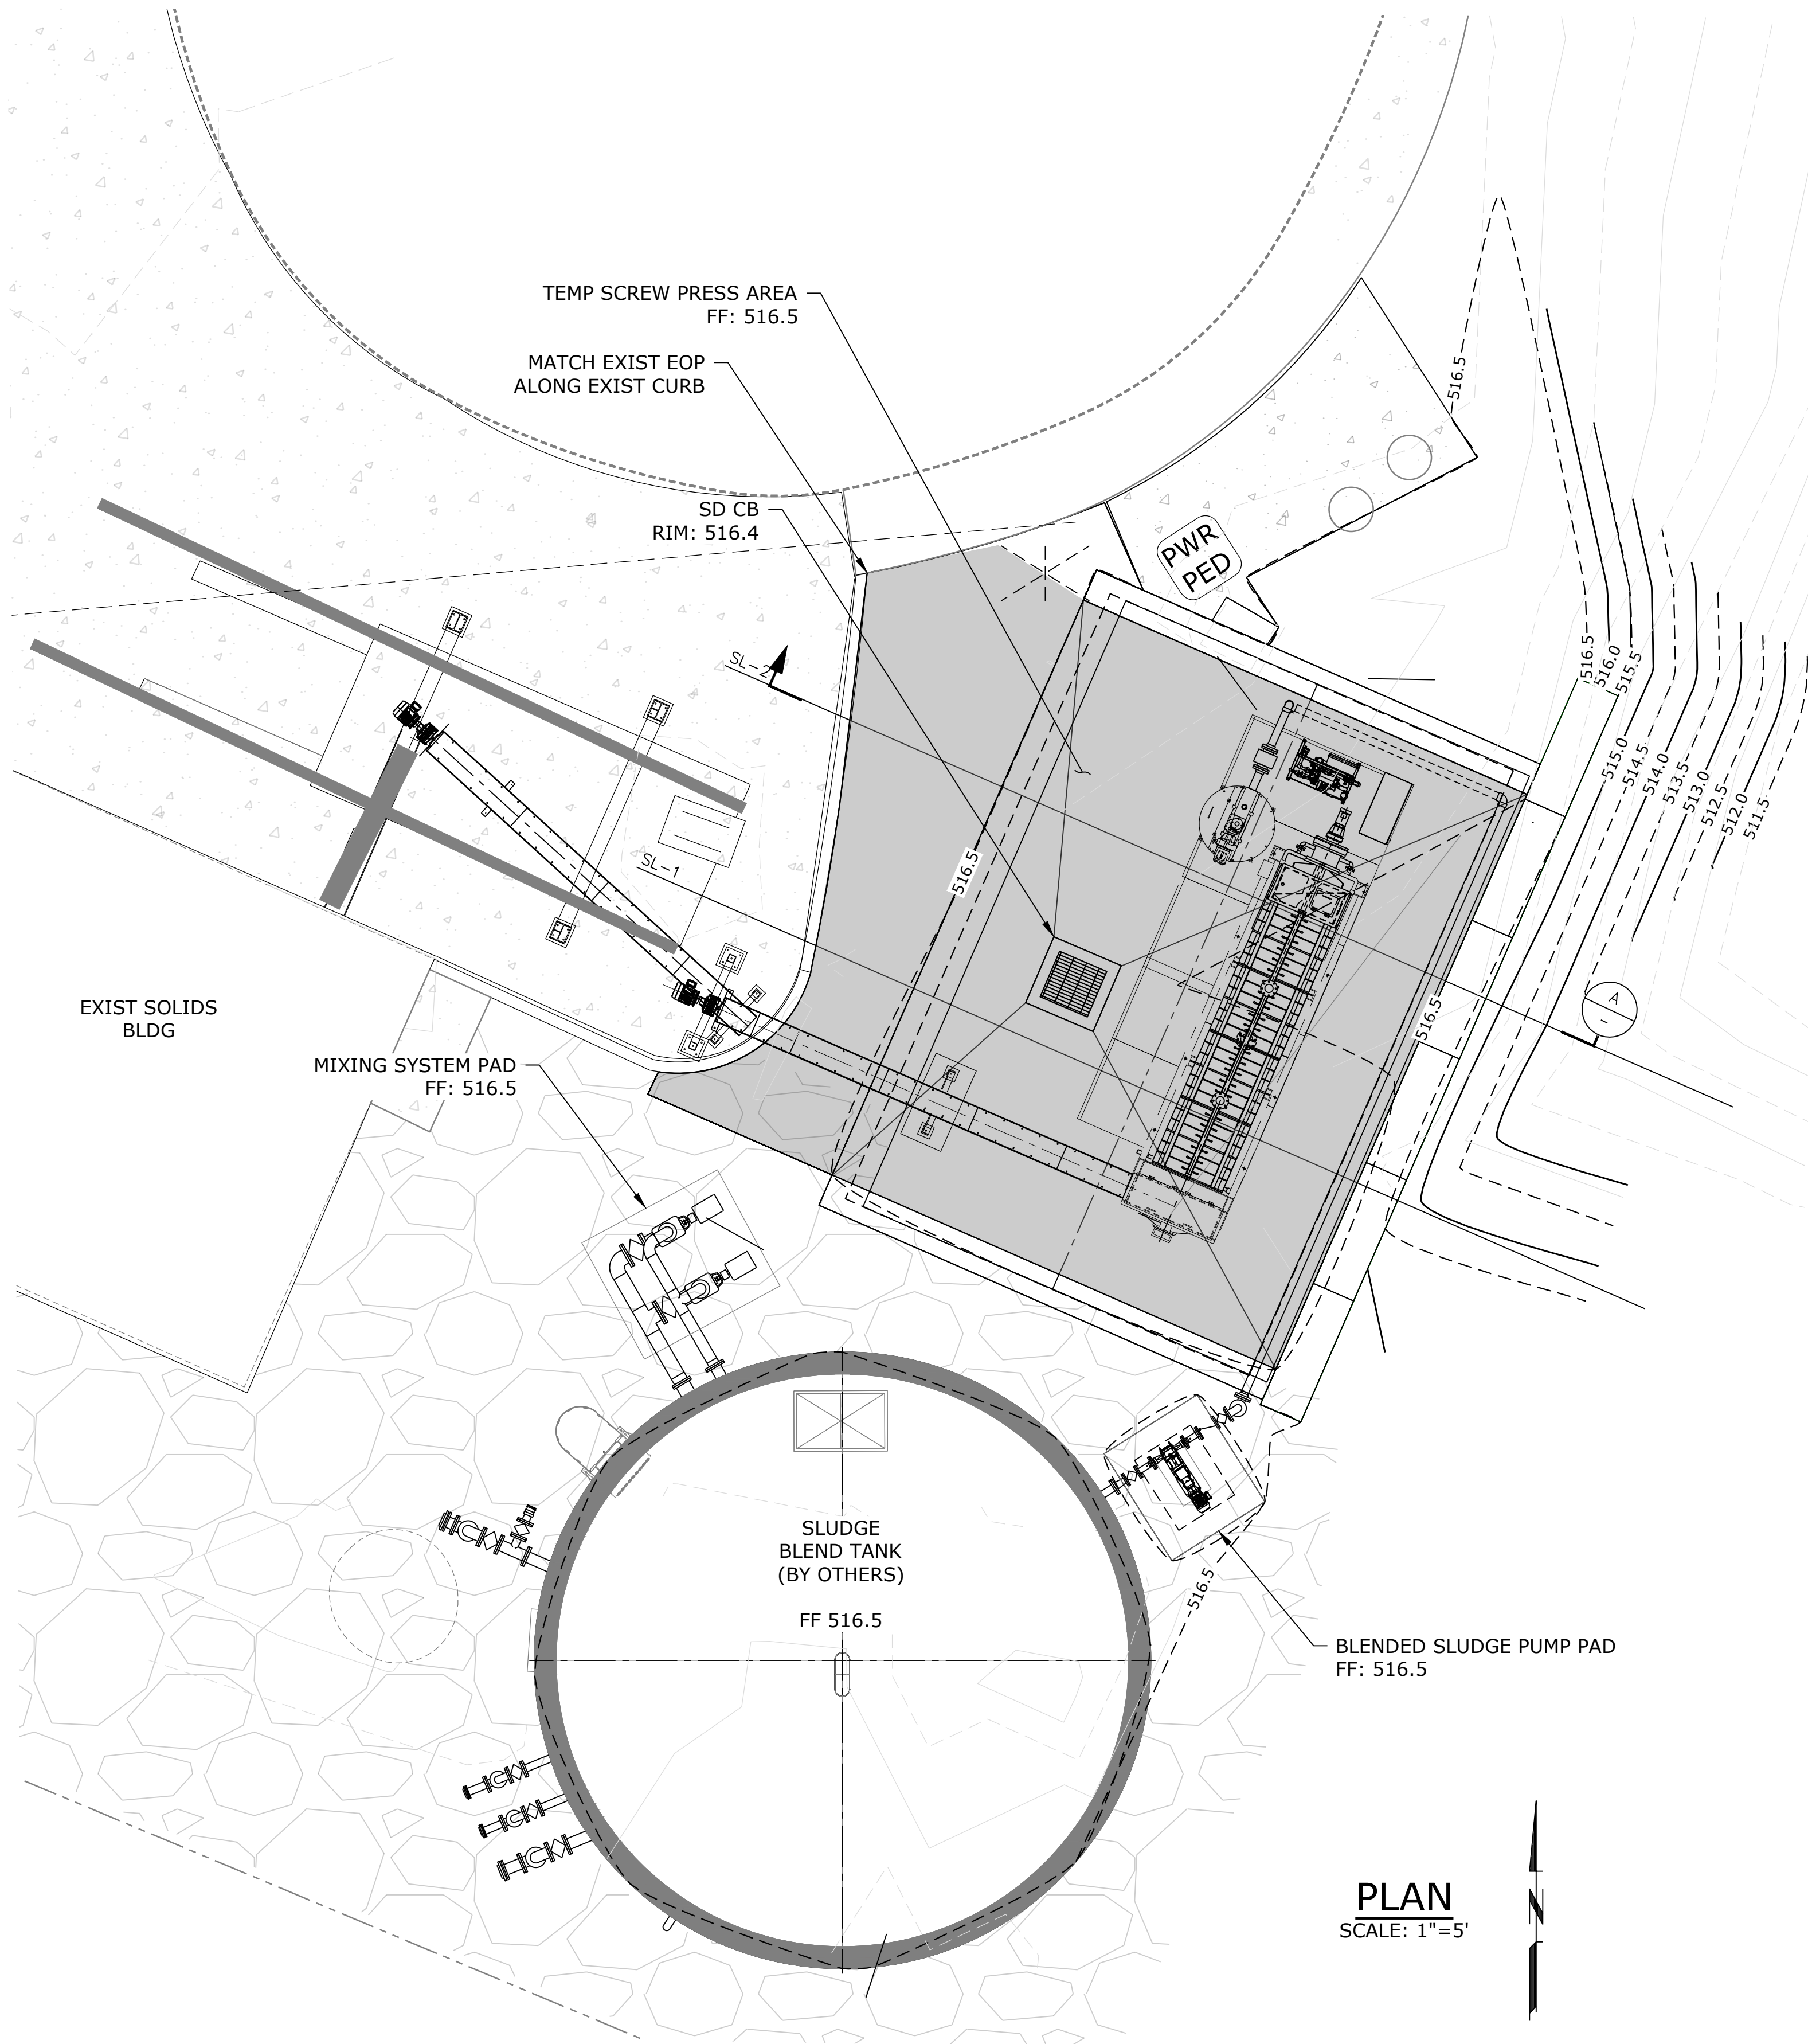 TEMP SCREW PRESS AREA
FF: 516.5
MATCH EXIST EOP
ALONG EXIST CURB
516.5
SD CB
RIM: 516.4
PWR
PED
SL-2
516.5
516.0
515.5
515.0
514.5
514.0
513.5
513.0
512.5
512.0
511.5
SL-1
516.5
516.5
A
-
EXIST SOLIDS
BLDG
MIXING SYSTEM PAD
FF: 516.5
SLUDGE
BLEND TANK
(BY OTHERS)
FF 516.5
516.5
BLENDED SLUDGE PUMP PAD
FF: 516.5
PLAN
SCALE: 1"=5'
N